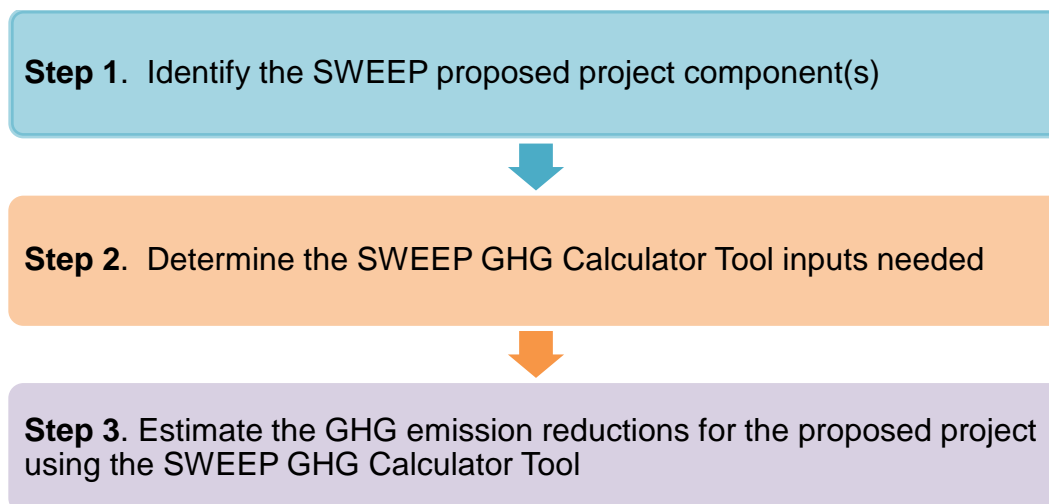 Step 1.  Identify the SWEEP proposed project component(s)
Step 2.  Determine the SWEEP GHG Calculator Tool inputs needed
Step 3. Estimate the GHG emission reductions for the proposed project
using the SWEEP GHG Calculator Tool